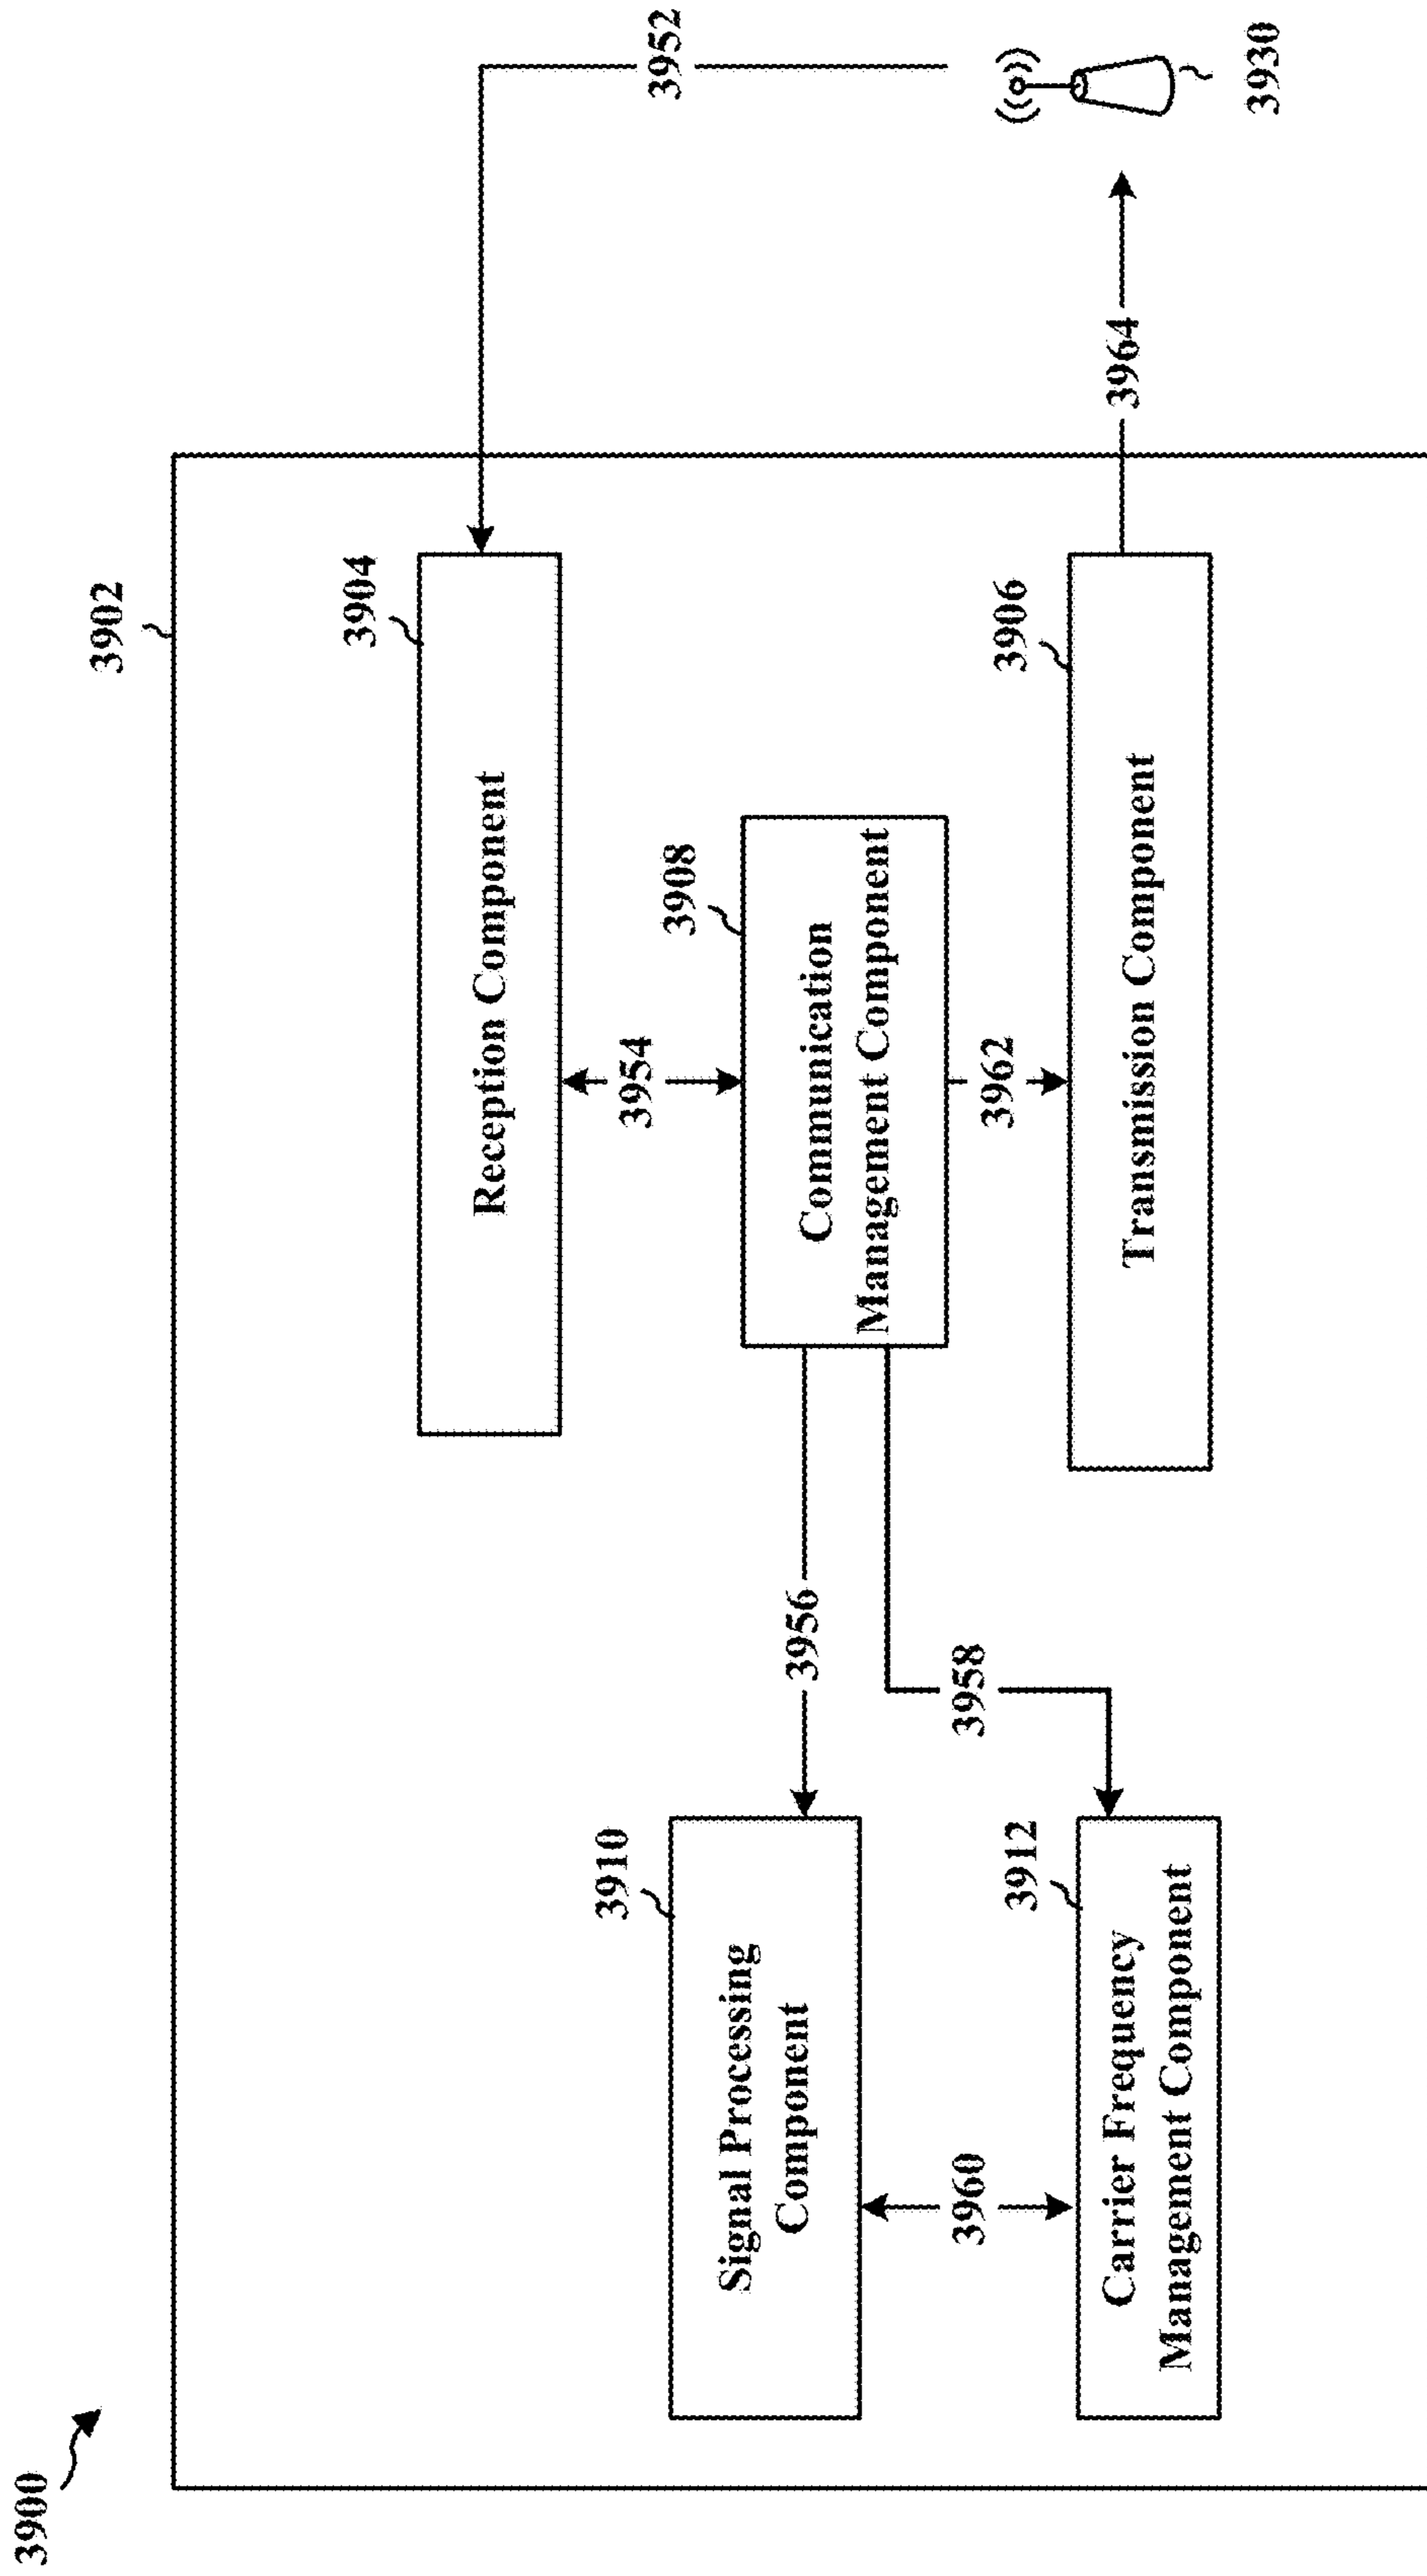 3900
3902
3904
Reception Component
3952
3954
3908
Communication
Management Component
3910
Signal Processing
Component
3956
3958
3960
3962
3912
Carrier Frequency
Management Component
3906
Transmission Component
3964
3930